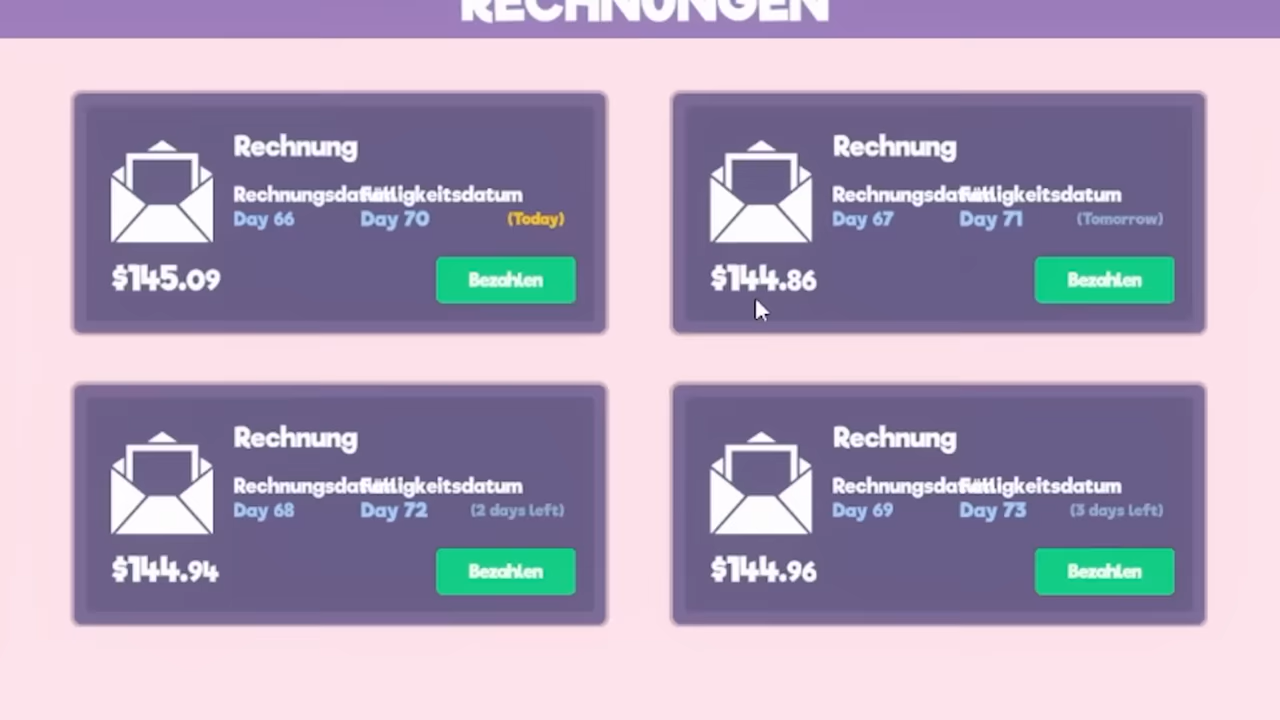 RECHNUNGEN
Rechnung
Rechnungsdatum Fälligkeitsdatum
Day 66 Day 70 (Today)
$145.09 Bezahlen
Rechnung
Rechnungsdatum Fälligkeitsdatum
Day 67 Day 71 (Tomorrow)
$144.86 Bezahlen
Rechnung
Rechnungsdatum Fälligkeitsdatum
Day 68 Day 72 (2 days left)
$144.94 Bezahlen
Rechnung
Rechnungsdatum Fälligkeitsdatum
Day 69 Day 73 (3 days left)
$144.96 Bezahlen